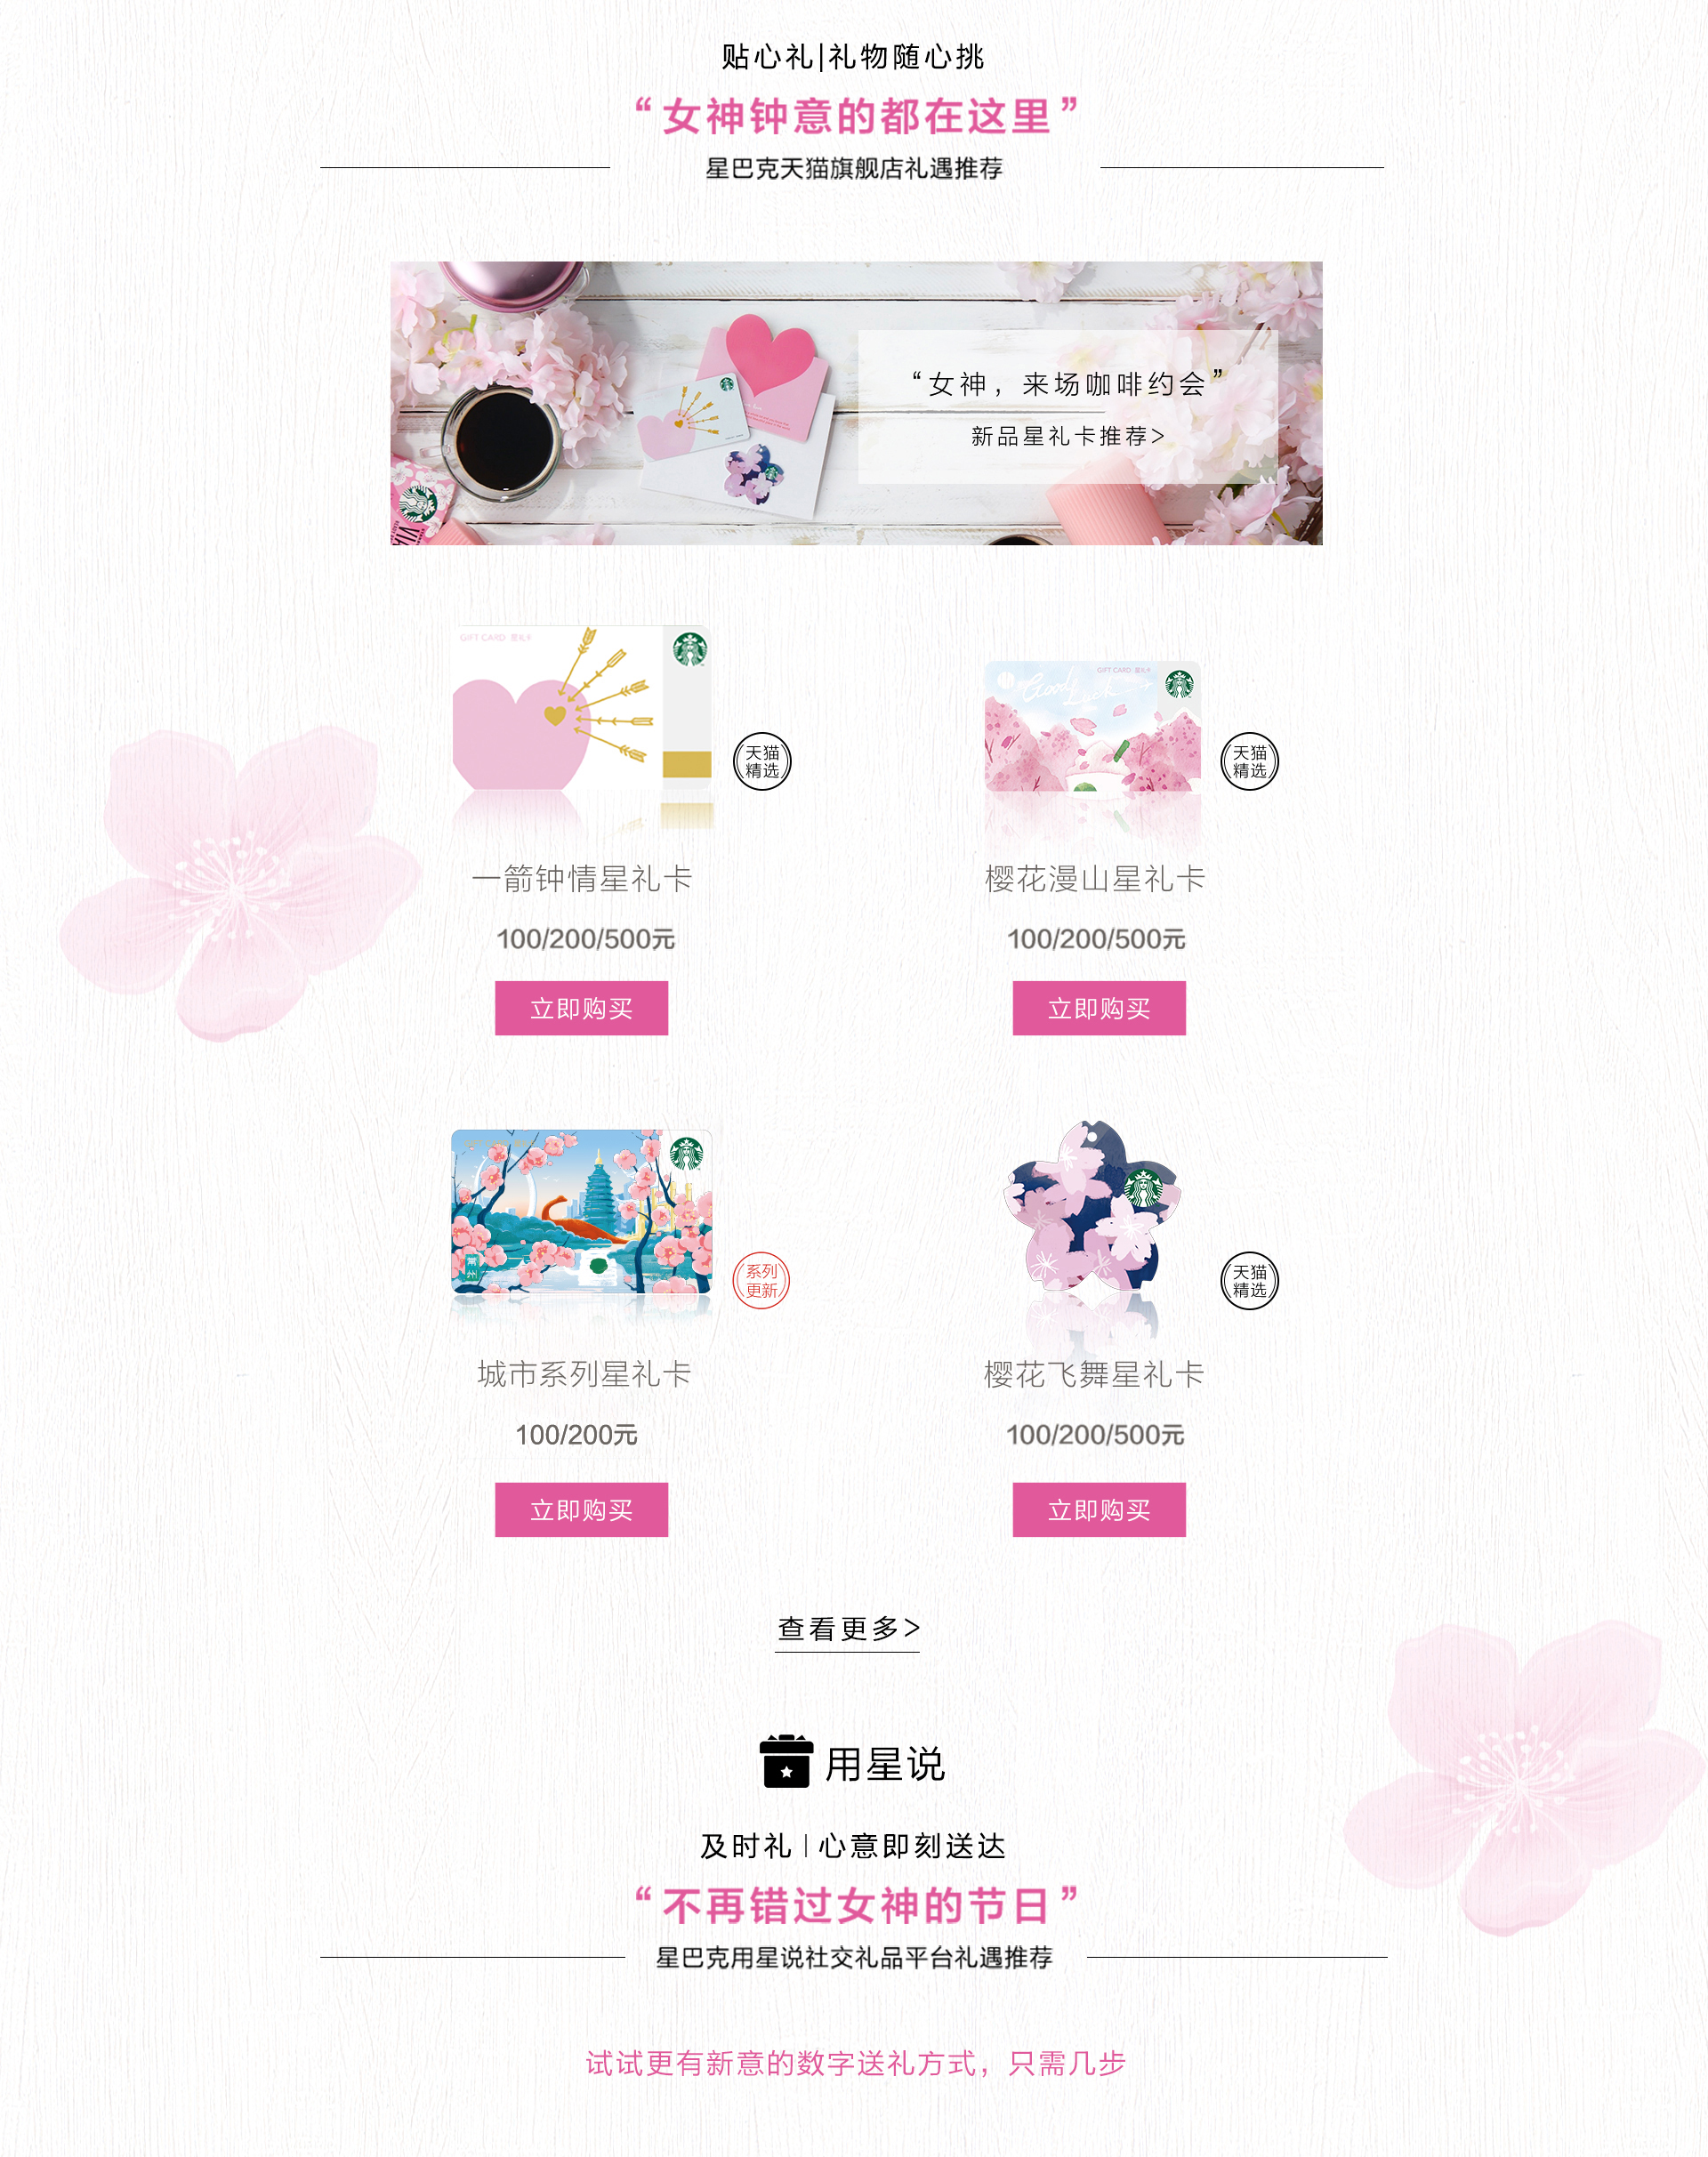 贴心礼|礼物随心挑
“女神钟意的都在这里”
星巴克天猫旗舰店礼遇推荐
“女神，来场咖啡约会”
新品星礼卡推荐>
GIFT CARD 星礼卡
天猫
精选
GIFT CARD 星礼卡
Good Luck
天猫
精选
一箭钟情星礼卡
100/200/500元
立即购买
樱花漫山星礼卡
100/200/500元
立即购买
系列
更新
天猫
精选
城市系列星礼卡
100/200元
立即购买
樱花飞舞星礼卡
100/200/500元
立即购买
查看更多>
用星说
及时礼|心意即刻送达
“不再错过女神的节日”
星巴克用星说社交礼品平台礼遇推荐
试试更有新意的数字送礼方式，只需几步